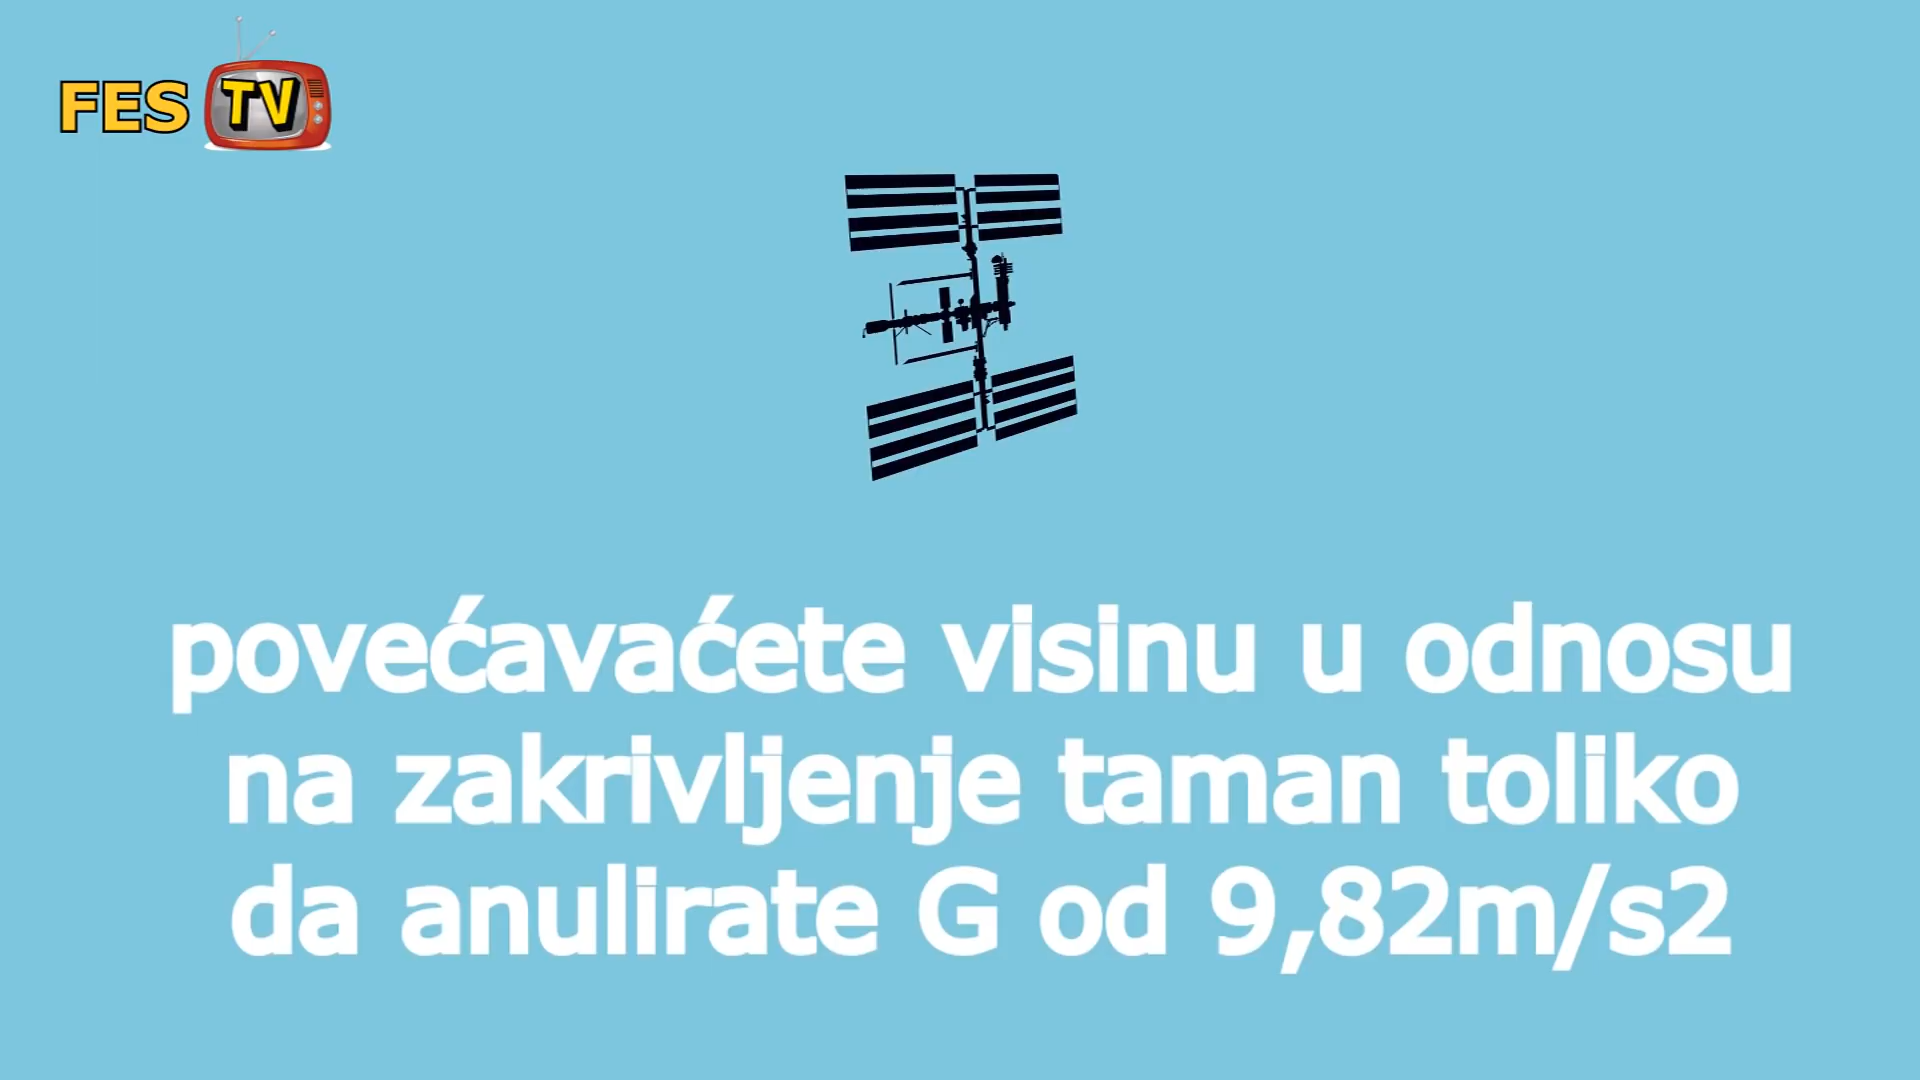 FES TV
povećavaćete visinu u odnosu
na zakrivljenje taman toliko
da anulirate G od 9,82m/s2